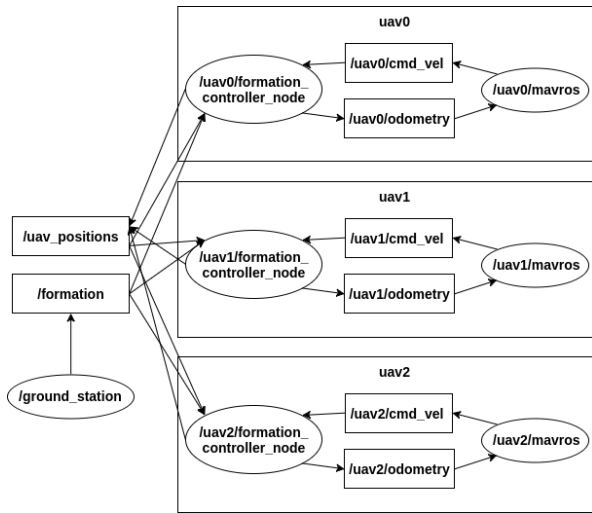 uav0
/uav0/formation_
controller_node
/uav0/cmd_vel
/uav0/odometry
/uav0/mavros
/uav_positions
/formation
/ground_station
uav1
/uav1/formation_
controller_node
/uav1/cmd_vel
/uav1/odometry
/uav1/mavros
uav2
/uav2/formation_
controller_node
/uav2/cmd_vel
/uav2/odometry
/uav2/mavros